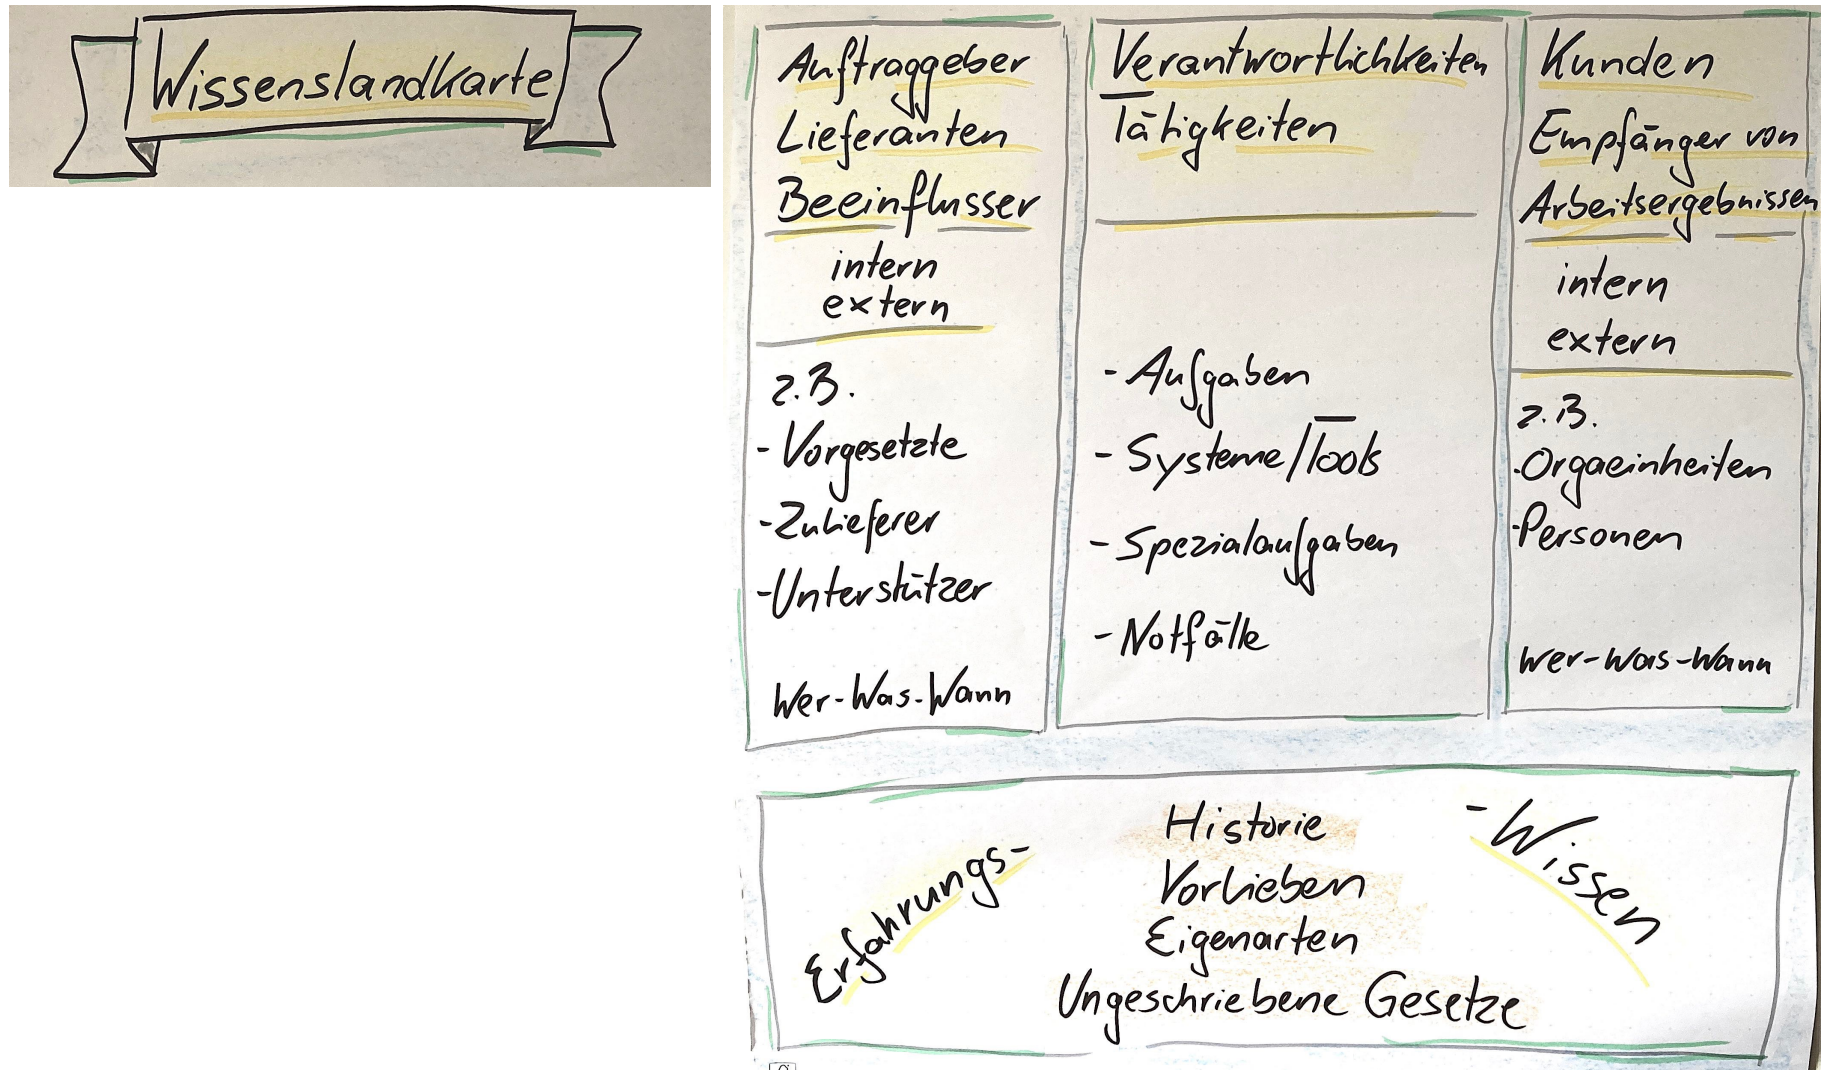 Wissenslandkarte
Auftraggeber
Lieferanten
Beeinflusser
intern
extern
z.B.
- Vorgesetzte
- Zulieferer
- Unterstützer
Wer-Was-Wann
Verantwortlichkeiten
Tätigkeiten
- Aufgaben
- Systeme/Tools
- Spezialaufgaben
- Notfälle
Kunden
Empfänger von
Arbeitsergebnissen
intern
extern
z.B.
- Orgaeinheiten
- Personen
Wer-Was-Wann
Erfahrungs-
Historie
Vorlieben
Eigenarten
Ungeschriebene Gesetze
- Wissen